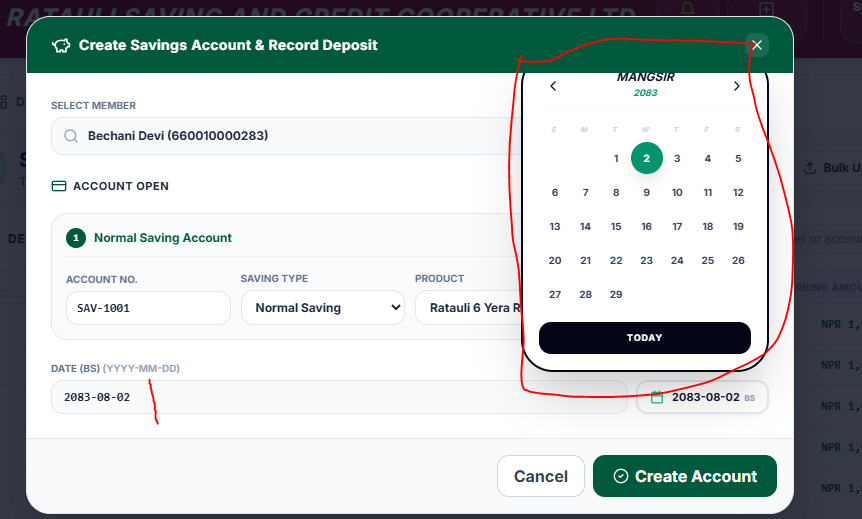 RATAULI SAVING AND CREDIT COOPERATIVE LTD
Create Savings Account & Record Deposit
SELECT MEMBER
Bechani Devi (660010000283)
ACCOUNT OPEN
1 Normal Saving Account
ACCOUNT NO. SAVING TYPE PRODUCT
SAV-1001 Normal Saving Ratauli 6 Yera
DATE (BS) (YYYY-MM-DD)
2083-08-02
MANGSIR
2083
S M T W T F S
1 2 3 4 5
6 7 8 9 10 11 12
13 14 15 16 17 18 19
20 21 22 23 24 25 26
27 28 29
TODAY
2083-08-02 BS
Cancel Create Account
Bulk
er or accou
RRING AMOU
NPR 1,
NPR 1,
NPR 1,
NPR 1,
NPR 1,